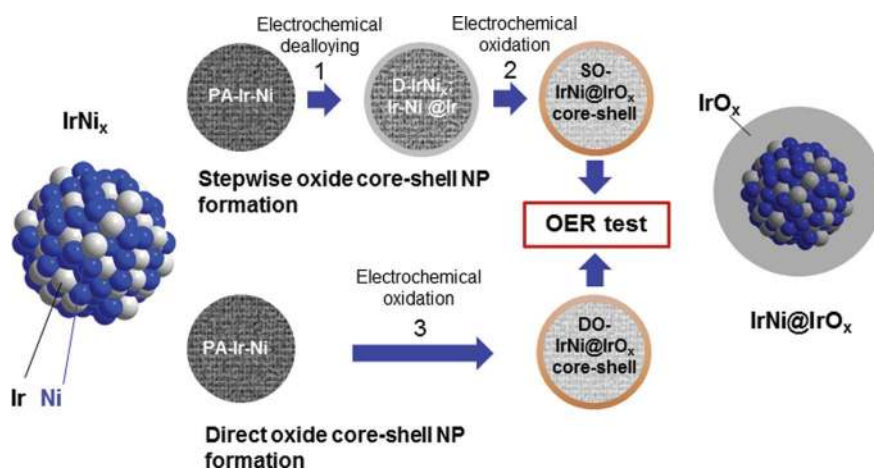 IrNiₓ
Ir Ni
Electrochemical
dealloying
1
Electrochemical
oxidation
2
PA-Ir-Ni
D-IrNiₓ,
Ir-Ni @Ir
SO-
IrNi@IrOₓ
core-shell
Stepwise oxide core-shell NP
formation
OER test
Electrochemical
oxidation
3
PA-Ir-Ni
DO-
IrNi@IrOₓ
core-shell
Direct oxide core-shell NP
formation
IrOₓ
IrNi@IrOₓ